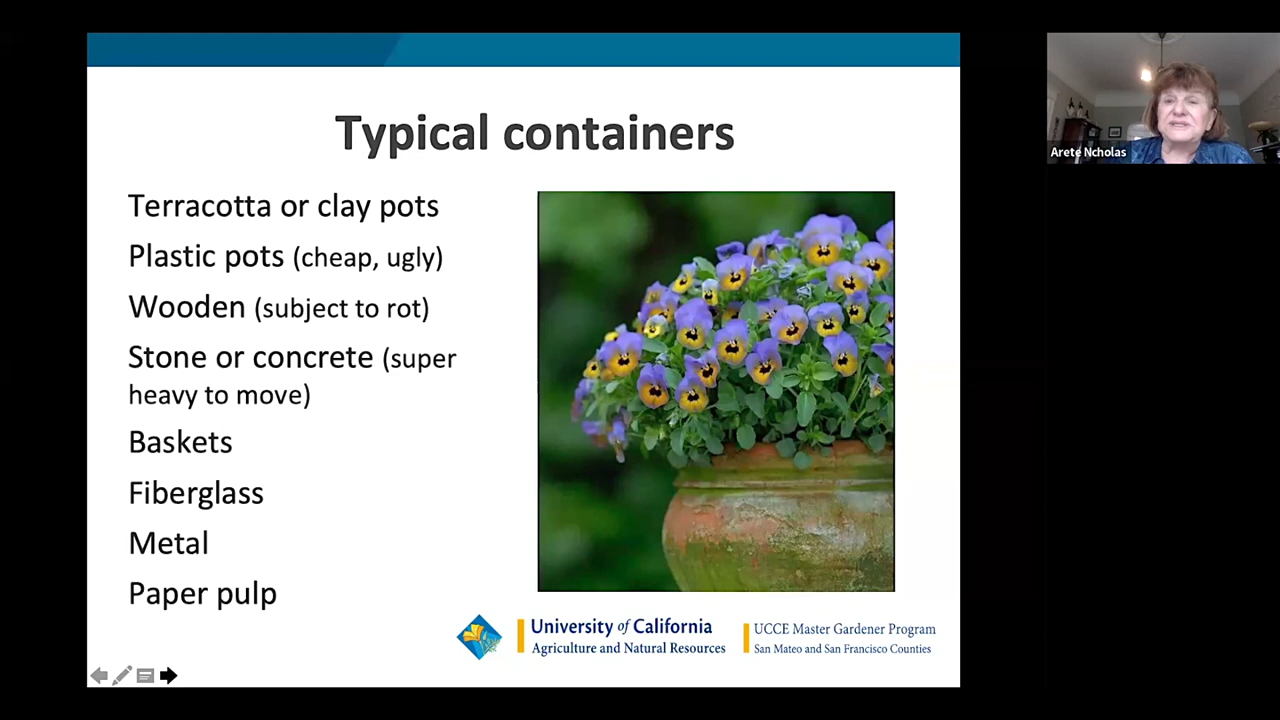 Typical containers
Terracotta or clay pots
Plastic pots (cheap, ugly)
Wooden (subject to rot)
Stone or concrete (super
heavy to move)
Baskets
Fiberglass
Metal
Paper pulp
University of California
Agriculture and Natural Resources
UCCE Master Gardener Program
San Mateo and San Francisco Counties
Arete Ncholas